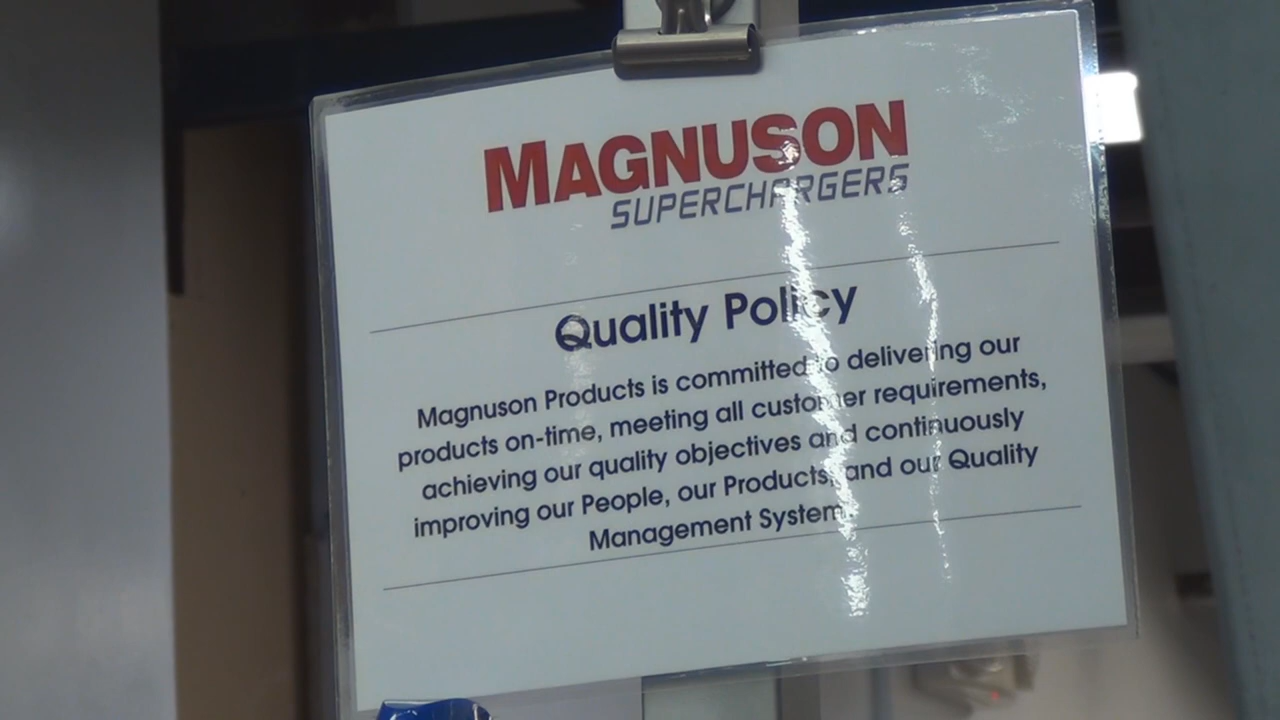 MAGNUSON
SUPERCHARGERS
Quality Policy
Magnuson Products is committed to delivering our
products on-time, meeting all customer requirements,
achieving our quality objectives and continuously
improving our People, our Products, and our Quality
Management System.